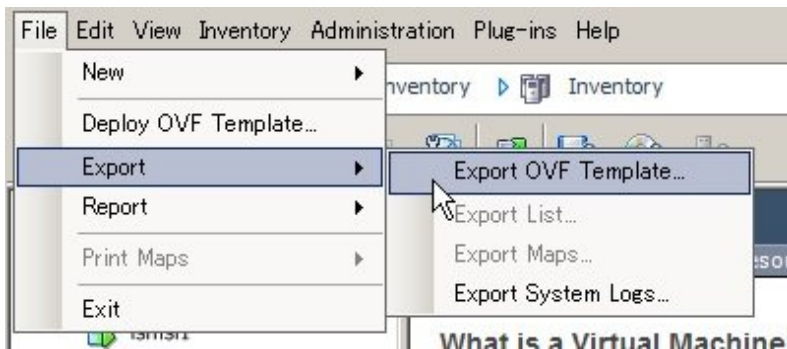 File Edit View Inventory Administration Plug-ins Help
New
Inventory
Deploy OVF Template...
Export
Export OVF Template...
Report
Export List...
Print Maps
Export Maps...
Exit
Export System Logs...
What is a Virtual Machine